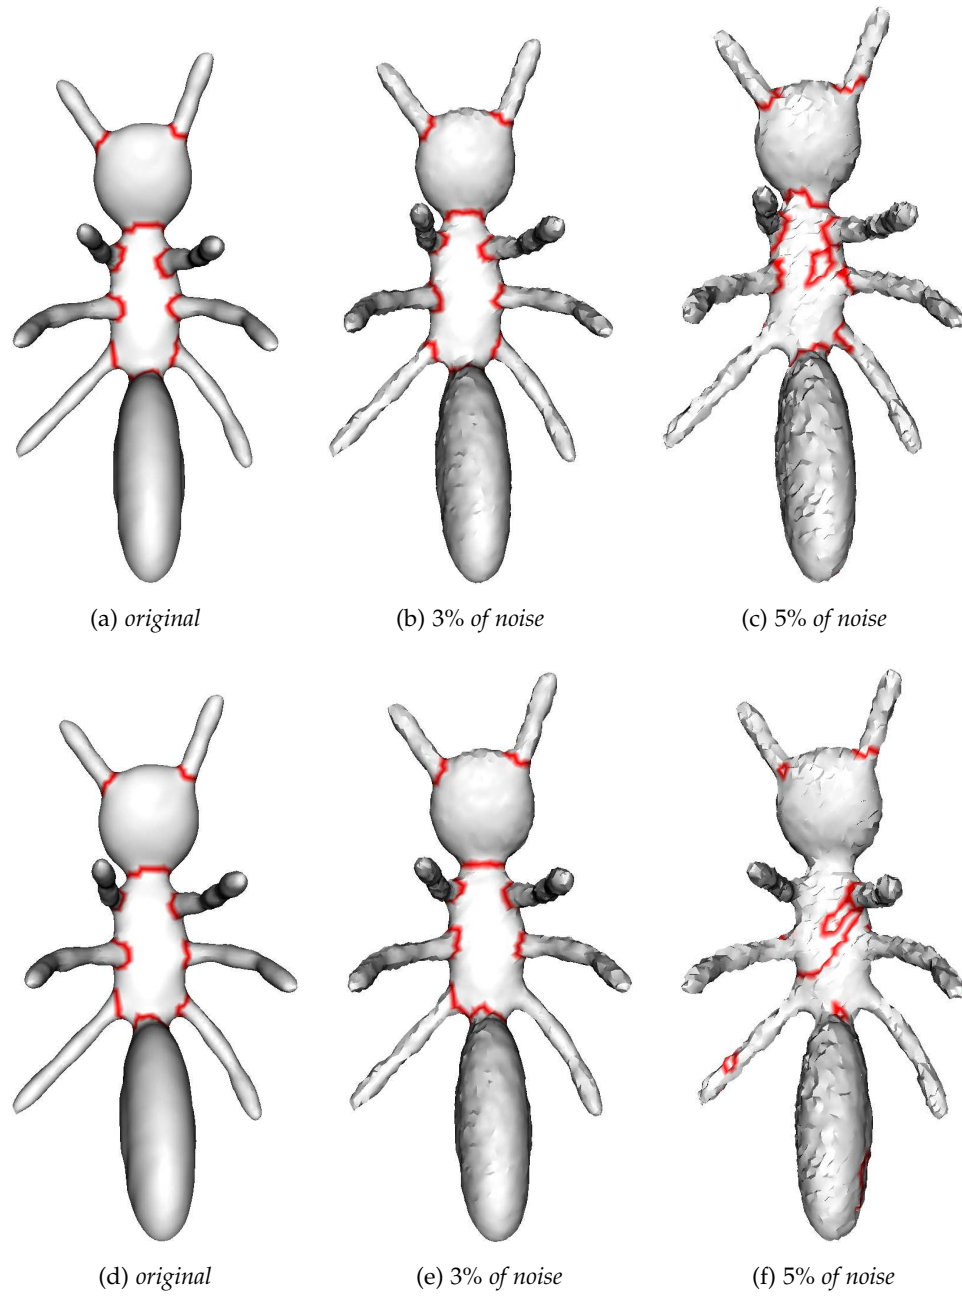 (a) original
(b) 3% of noise
(c) 5% of noise
(d) original
(e) 3% of noise
(f) 5% of noise